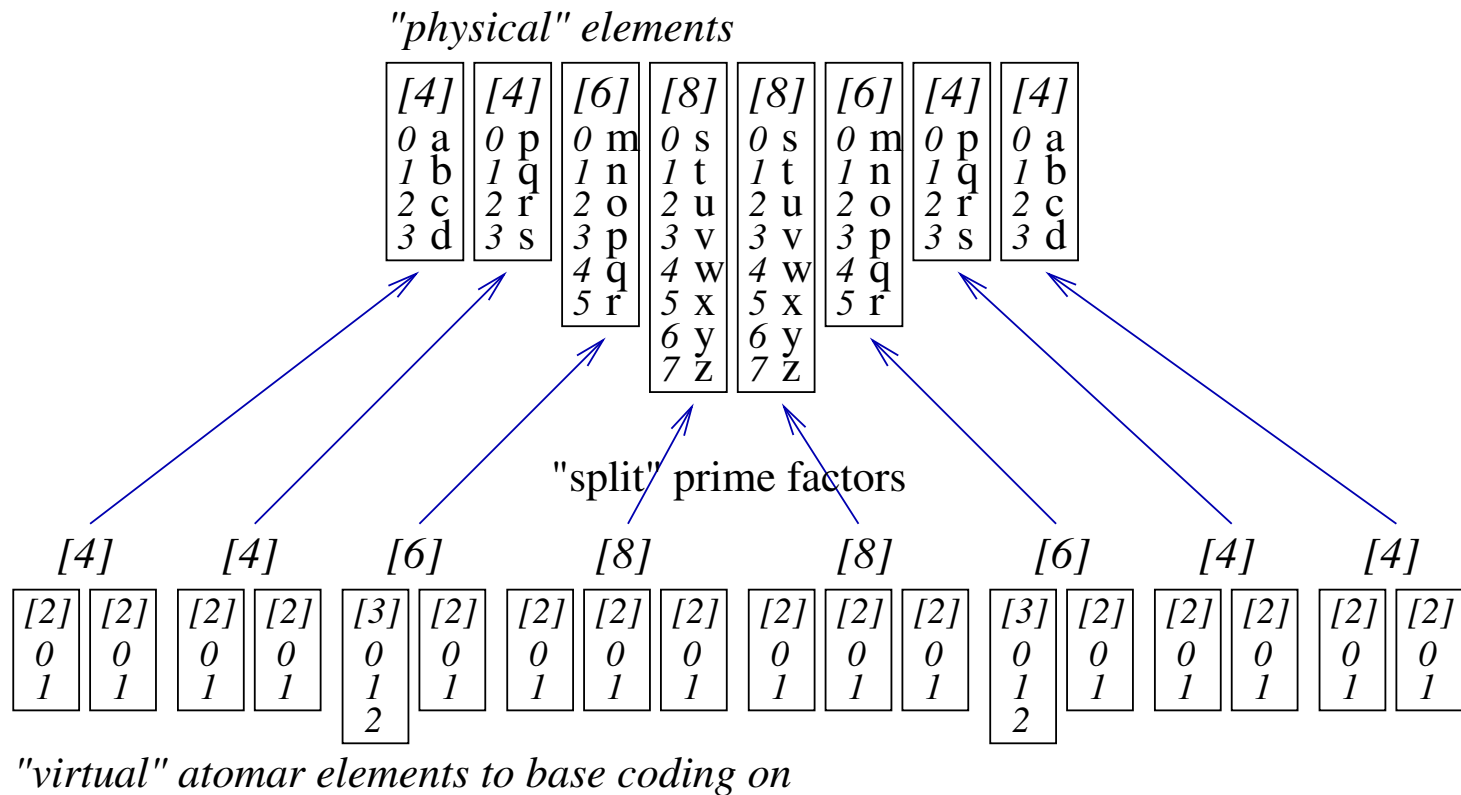 "physical" elements
[4] [4] [6] [8] [8] [6] [4] [4]
0 a 0 p 0 m 0 s 0 s 0 m 0 p 0 a
1 b 1 q 1 n 1 t 1 t 1 n 1 q 1 b
2 c 2 r 2 o 2 u 2 u 2 o 2 r 2 c
3 d 3 s 3 p 3 v 3 v 3 p 3 s 3 d
4 q 4 w 4 w 4 q
5 r 5 x 5 x 5 r
6 y 6 y
7 z 7 z
"split" prime factors
[4] [4] [6] [8] [8] [6] [4] [4]
[2] [2] [2] [2] [3] [2] [2] [2] [2] [2] [2] [2] [3] [2] [2] [2] [2] [2]
0 0 0 0 0 0 0 0 0 0 0 0 0 0 0 0 0 0
1 1 1 1 1 1 1 1 1 1 1 1 1 1 1 1 1 1
2 2
"virtual" atomar elements to base coding on